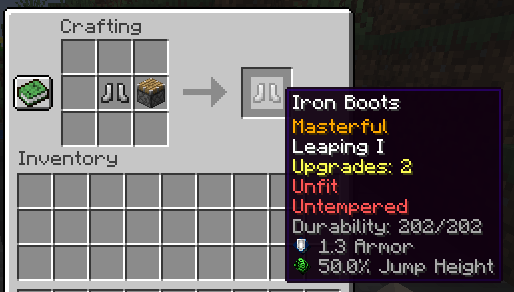 Crafting
Iron Boots
Masterful
Leaping I
Upgrades: 2
Unfit
Untempered
Durability: 202/202
1.3 Armor
50.0% Jump Height
Inventory